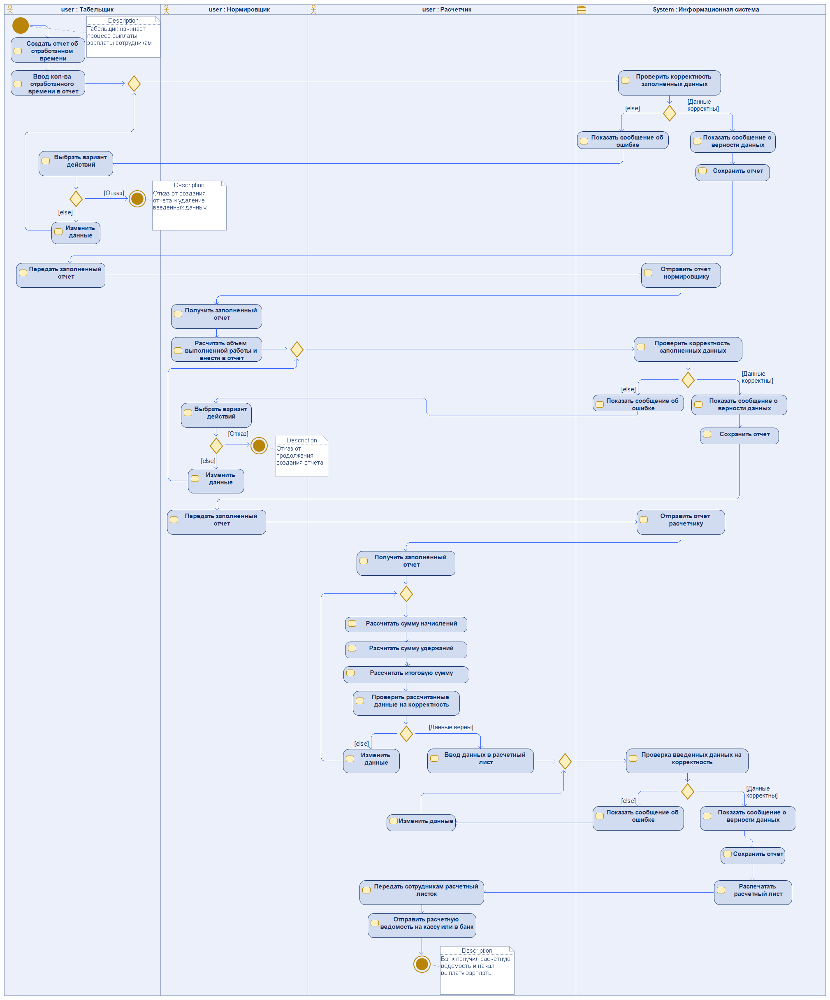 user : Табельщик
user : Нормировщик
user : Расчетчик
System : Информационная система
Description
Табельщик начинает
процесс выплаты
зарплаты сотрудникам
Создать отчет об
отработанном
времени
Ввод кол-ва
отработанного
времени в отчет
Проверить корректность
заполненных данных
[else]
[Данные
корректны]
Показать сообщение об
ошибке
Показать сообщение о
верности данных
Выбрать вариант
действий
Сохранить отчет
[Отказ]
Description
Отказ от создания
отчета и удаление
введенных данных
[else]
Изменить
данные
Передать заполненный
отчет
Отправить отчет
нормировщику
Получить заполненный
отчет
Расчитать объем
выполненной работы и
внести в отчет
Проверить корректность
заполненных данных
[else]
[Данные
корректны]
Показать сообщение об
ошибке
Показать сообщение о
верности данных
Выбрать вариант
действий
Сохранить отчет
[Отказ]
Description
Отказ от
продолжения
создания отчета
[else]
Изменить
данные
Передать заполненный
отчет
Отправить отчет
расчетчику
Получить заполненный
отчет
Рассчитать сумму начислений
Расчитать сумму удержаний
Рассчитать итоговую сумму
Проверить рассчитанные
данные на корректность
[Данные верны]
[else]
Изменить
данные
Ввод данных в расчетный
лист
Проверка введенных данных на
корректность
[else]
[Данные
корректны]
Показать сообщение об
ошибке
Показать сообщение о
верности данных
Изменить данные
Сохранить отчет
Передать сотрудникам расчетный
листок
Распечатать
расчетный лист
Отправить расчетную
ведомость на кассу или в банк
Description
Банк получил расчетную
ведомость и начал
выплату зарплаты